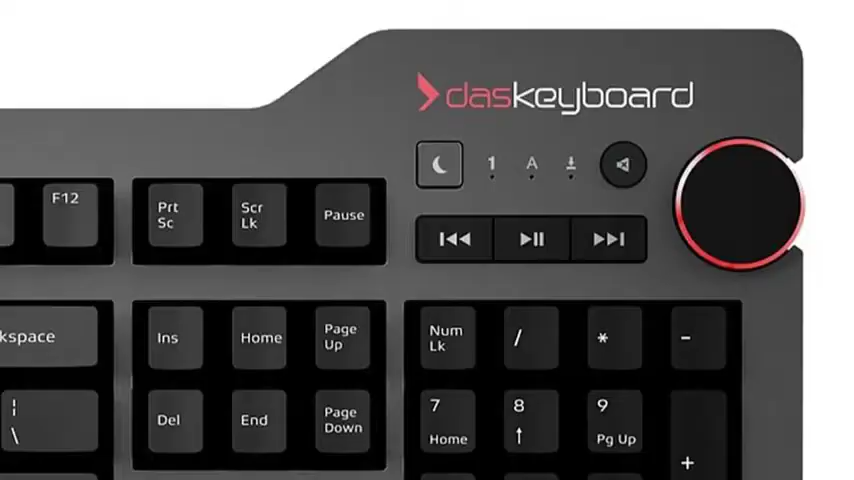 daskeyboard
1 A
F12
Prt
Sc
Scr
Lk
Pause
kspace
Ins
Home
Page
Up
Num
Lk
/
*
-
¦
\
Del
End
Page
Down
7
Home
8
↑
9
Pg Up
+